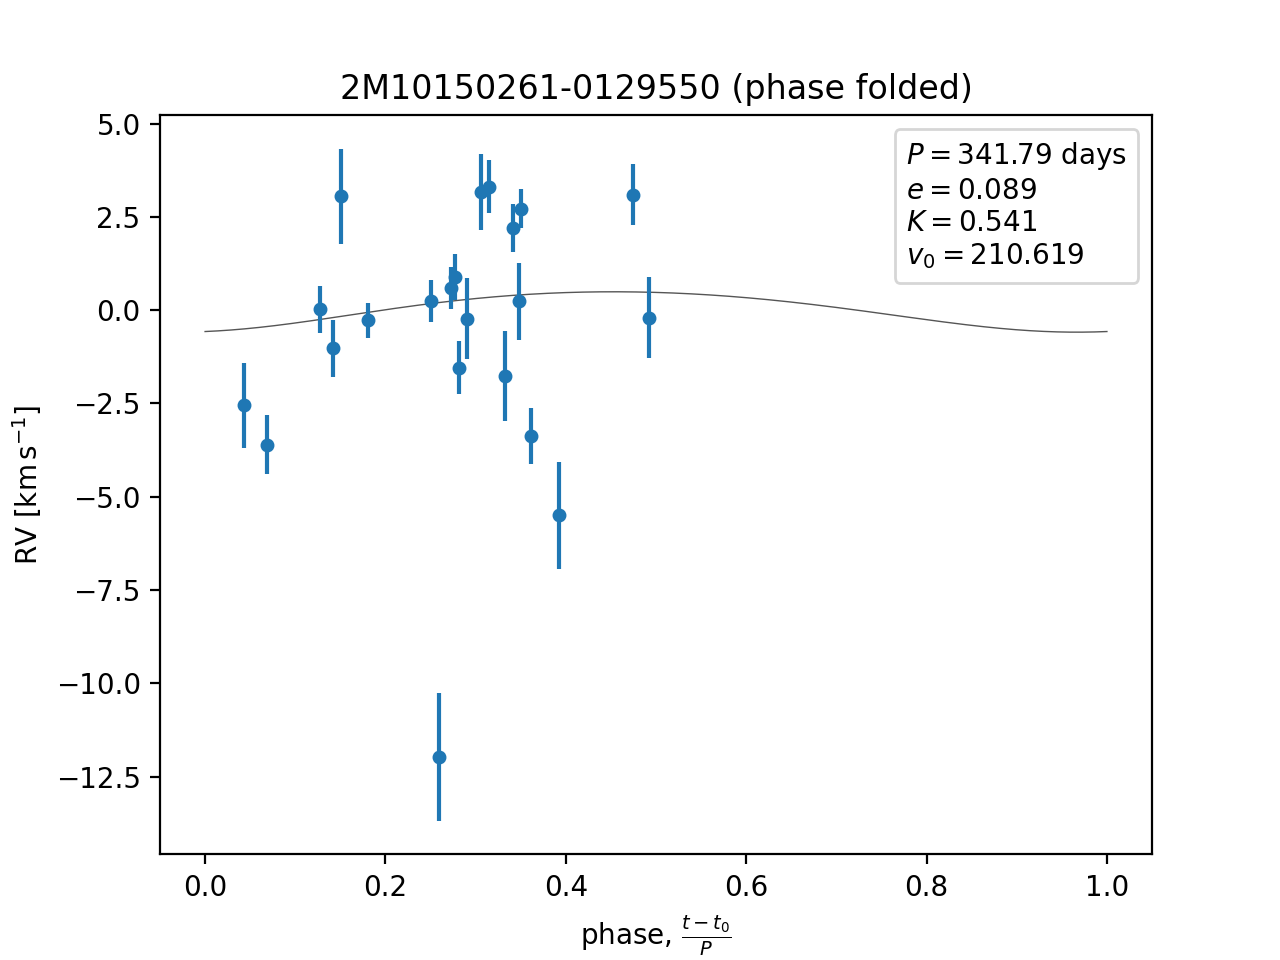 2M10150261-0129550 (phase folded)
P = 341.79 days
e = 0.089
K = 0.541
v₀ = 210.619
RV [km s⁻¹]
5.0
2.5
0.0
−2.5
−5.0
−7.5
−10.0
−12.5
0.0 0.2 0.4 0.6 0.8 1.0
phase, (t − t₀)/P